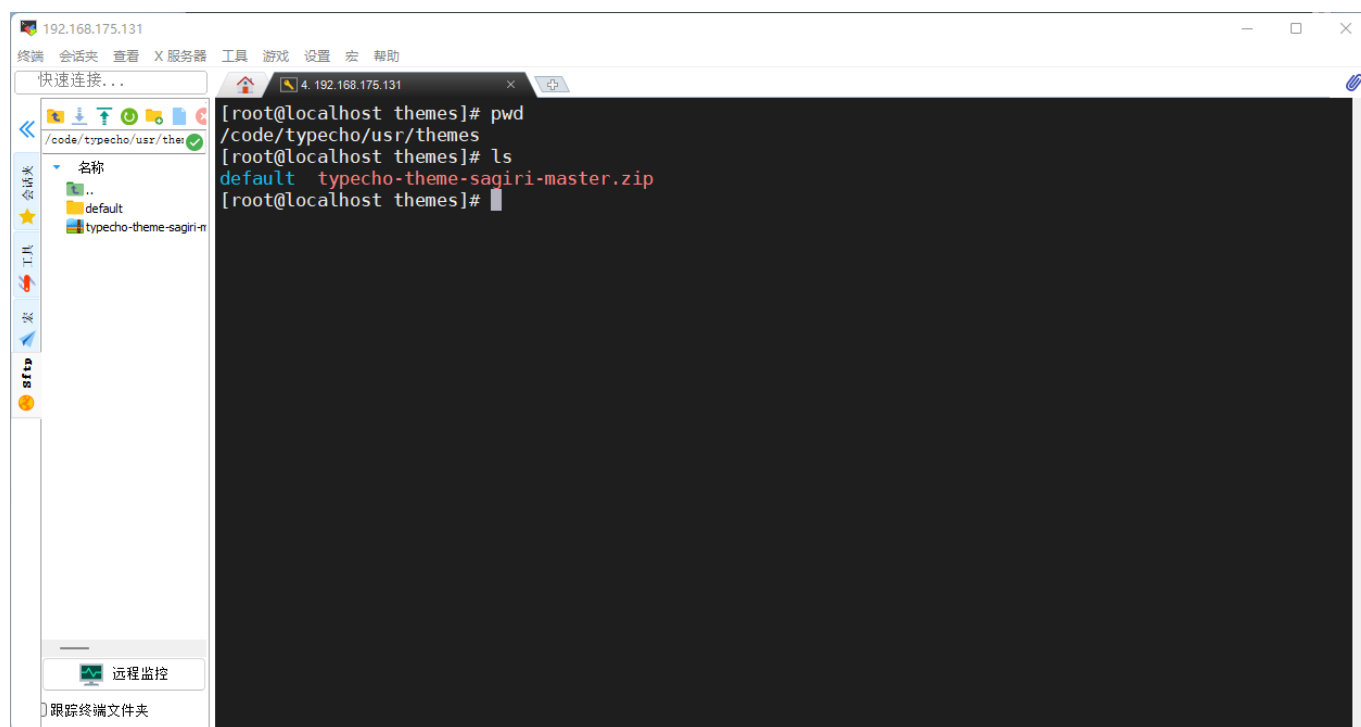 192.168.175.131
终端 会话夹 查看 X 服务器 工具 游戏 设置 宏 帮助
快速连接...
4. 192.168.175.131
/code/typecho/usr/the
名称
..
default
typecho-theme-sagiri-m
会话夹
工具
宏
Sftp
[root@localhost themes]# pwd
/code/typecho/usr/themes
[root@localhost themes]# ls
default typecho-theme-sagiri-master.zip
[root@localhost themes]#
远程监控
跟踪终端文件夹